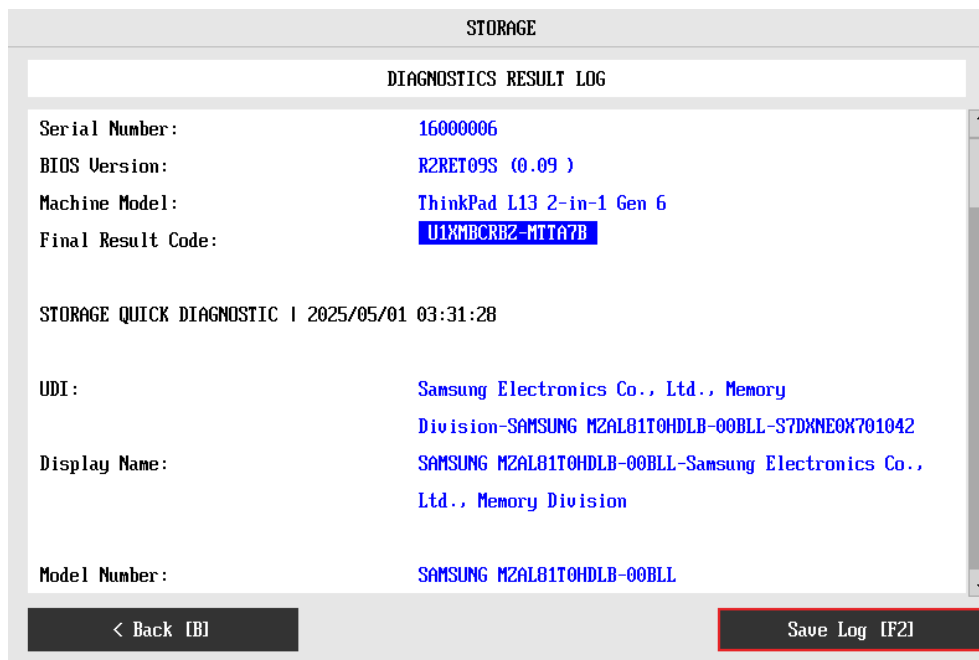 STORAGE
DIAGNOSTICS RESULT LOG
Serial Number: 16000006
BIOS Version: R2RET09S (0.09 )
Machine Model: ThinkPad L13 2-in-1 Gen 6
Final Result Code: U1XMBCRBZ-MTTA7B
STORAGE QUICK DIAGNOSTIC | 2025/05/01 03:31:28
UDI: Samsung Electronics Co., Ltd., Memory
Division-SAMSUNG MZAL81T0HDLB-00BLL-S7DXNE0X701042
Display Name: SAMSUNG MZAL81T0HDLB-00BLL-Samsung Electronics Co.,
Ltd., Memory Division
Model Number: SAMSUNG MZAL81T0HDLB-00BLL
< Back [B] Save Log [F2]